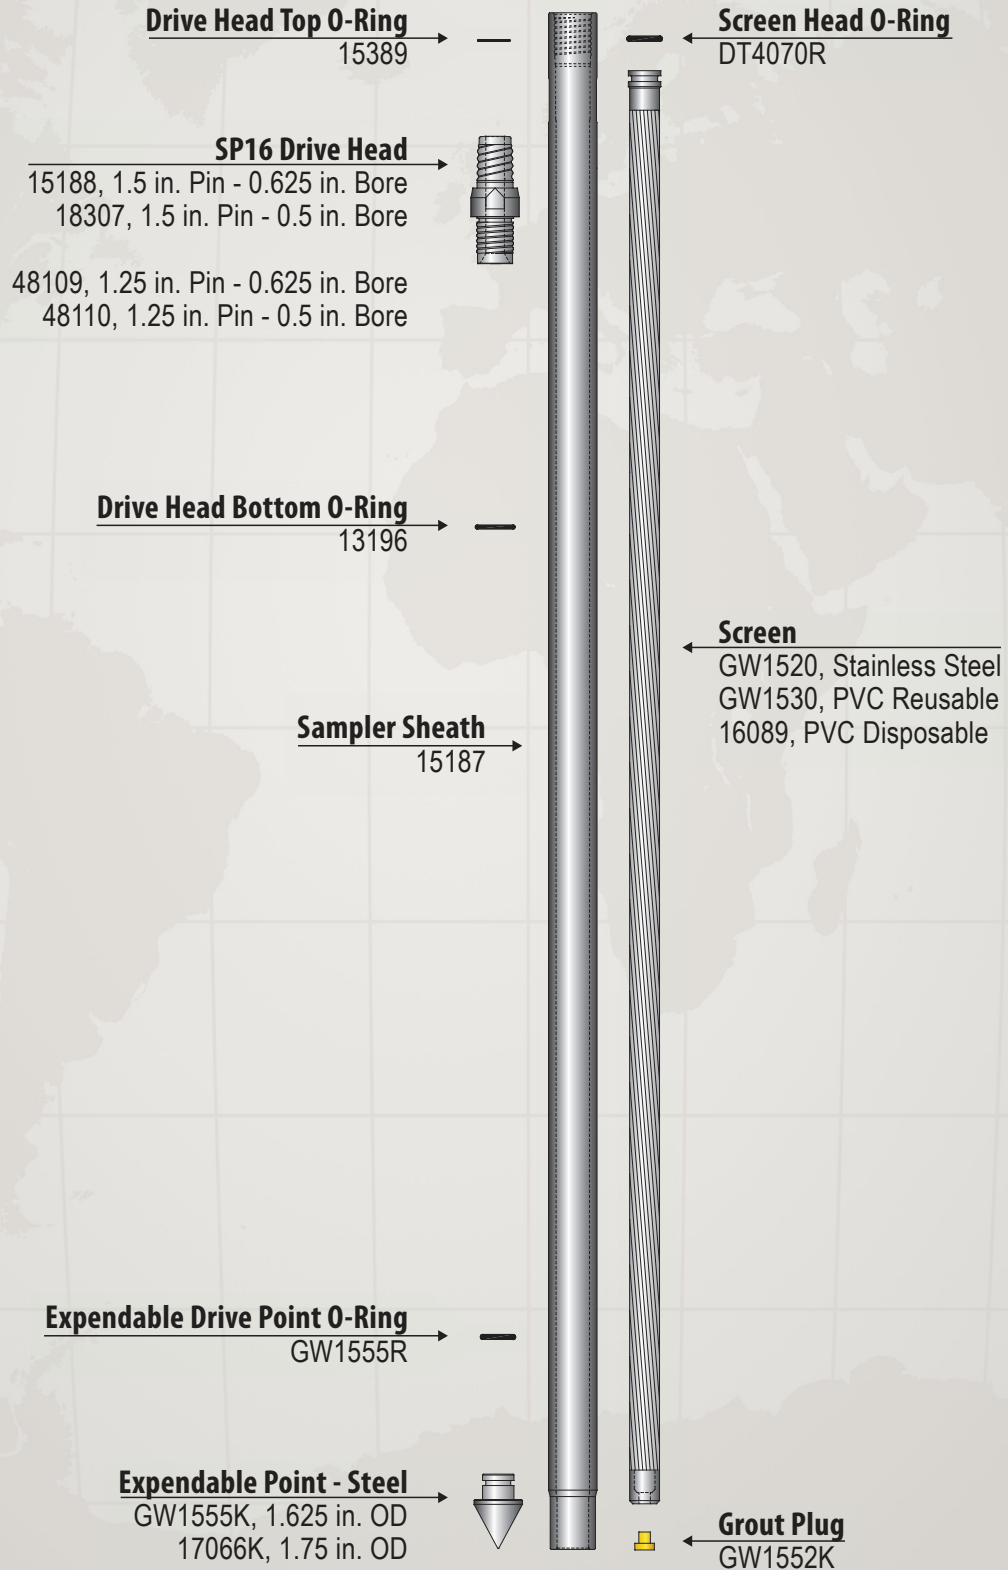 Drive Head Top O-Ring
15389
Screen Head O-Ring
DT4070R
SP16 Drive Head
15188, 1.5 in. Pin - 0.625 in. Bore
18307, 1.5 in. Pin - 0.5 in. Bore
48109, 1.25 in. Pin - 0.625 in. Bore
48110, 1.25 in. Pin - 0.5 in. Bore
Drive Head Bottom O-Ring
13196
Screen
GW1520, Stainless Steel
GW1530, PVC Reusable
16089, PVC Disposable
Sampler Sheath
15187
Expendable Drive Point O-Ring
GW1555R
Expendable Point - Steel
GW1555K, 1.625 in. OD
17066K, 1.75 in. OD
Grout Plug
GW1552K